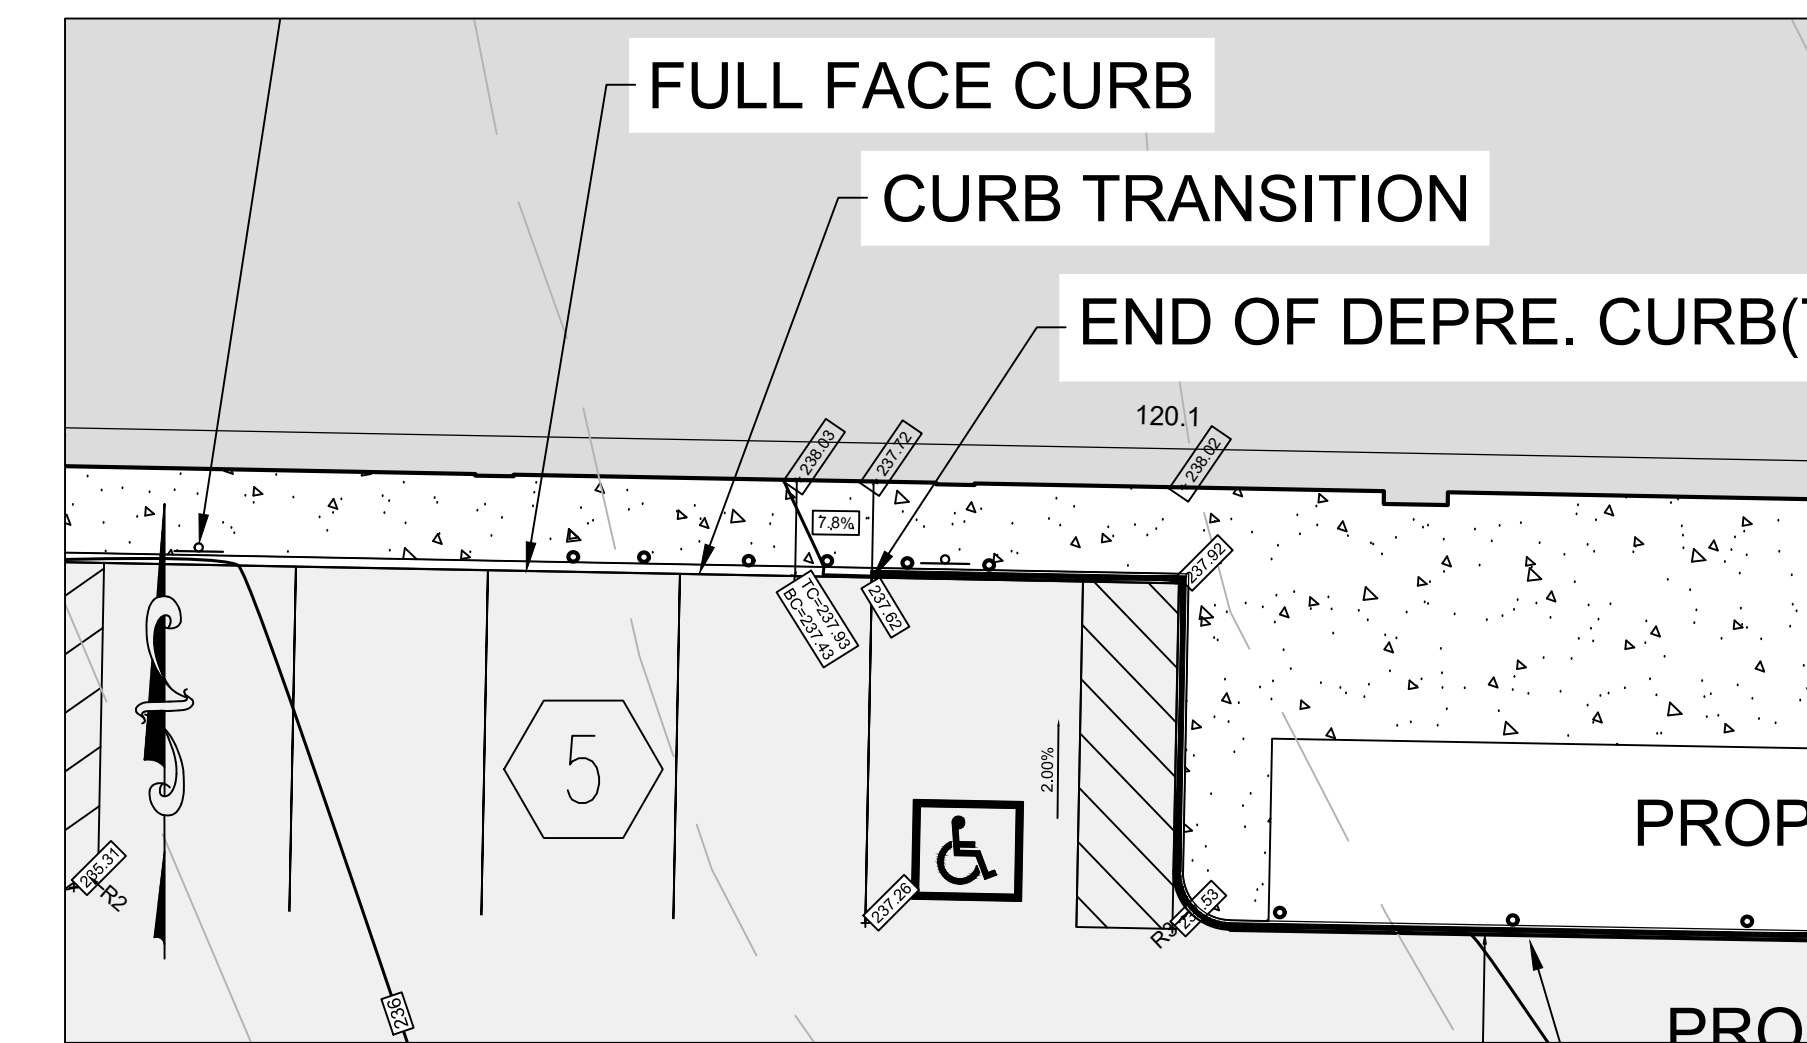 FULL FACE CURB
CURB TRANSITION
END OF DEPRE. CURB(
120.1
238.03
237.72
238.02
7.8%
237.92
TC=237.93
BC=237.43
237.62
5
2.00%
PROP
235.31
R2
237.26
R3
236
PRO